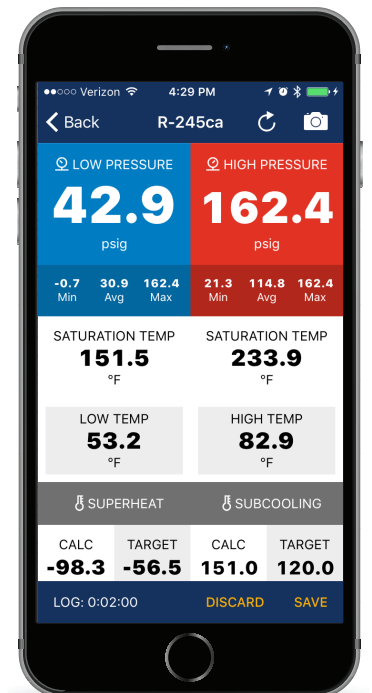 Verizon 4:29 PM
Back R-245ca
LOW PRESSURE HIGH PRESSURE
42.9 162.4
psig psig
-0.7 30.9 162.4 21.3 114.8 162.4
Min Avg Max Min Avg Max
SATURATION TEMP SATURATION TEMP
151.5 233.9
°F °F
LOW TEMP HIGH TEMP
53.2 82.9
°F °F
SUPERHEAT SUBCOOLING
CALC TARGET CALC TARGET
-98.3 -56.5 151.0 120.0
LOG: 0:02:00 DISCARD SAVE